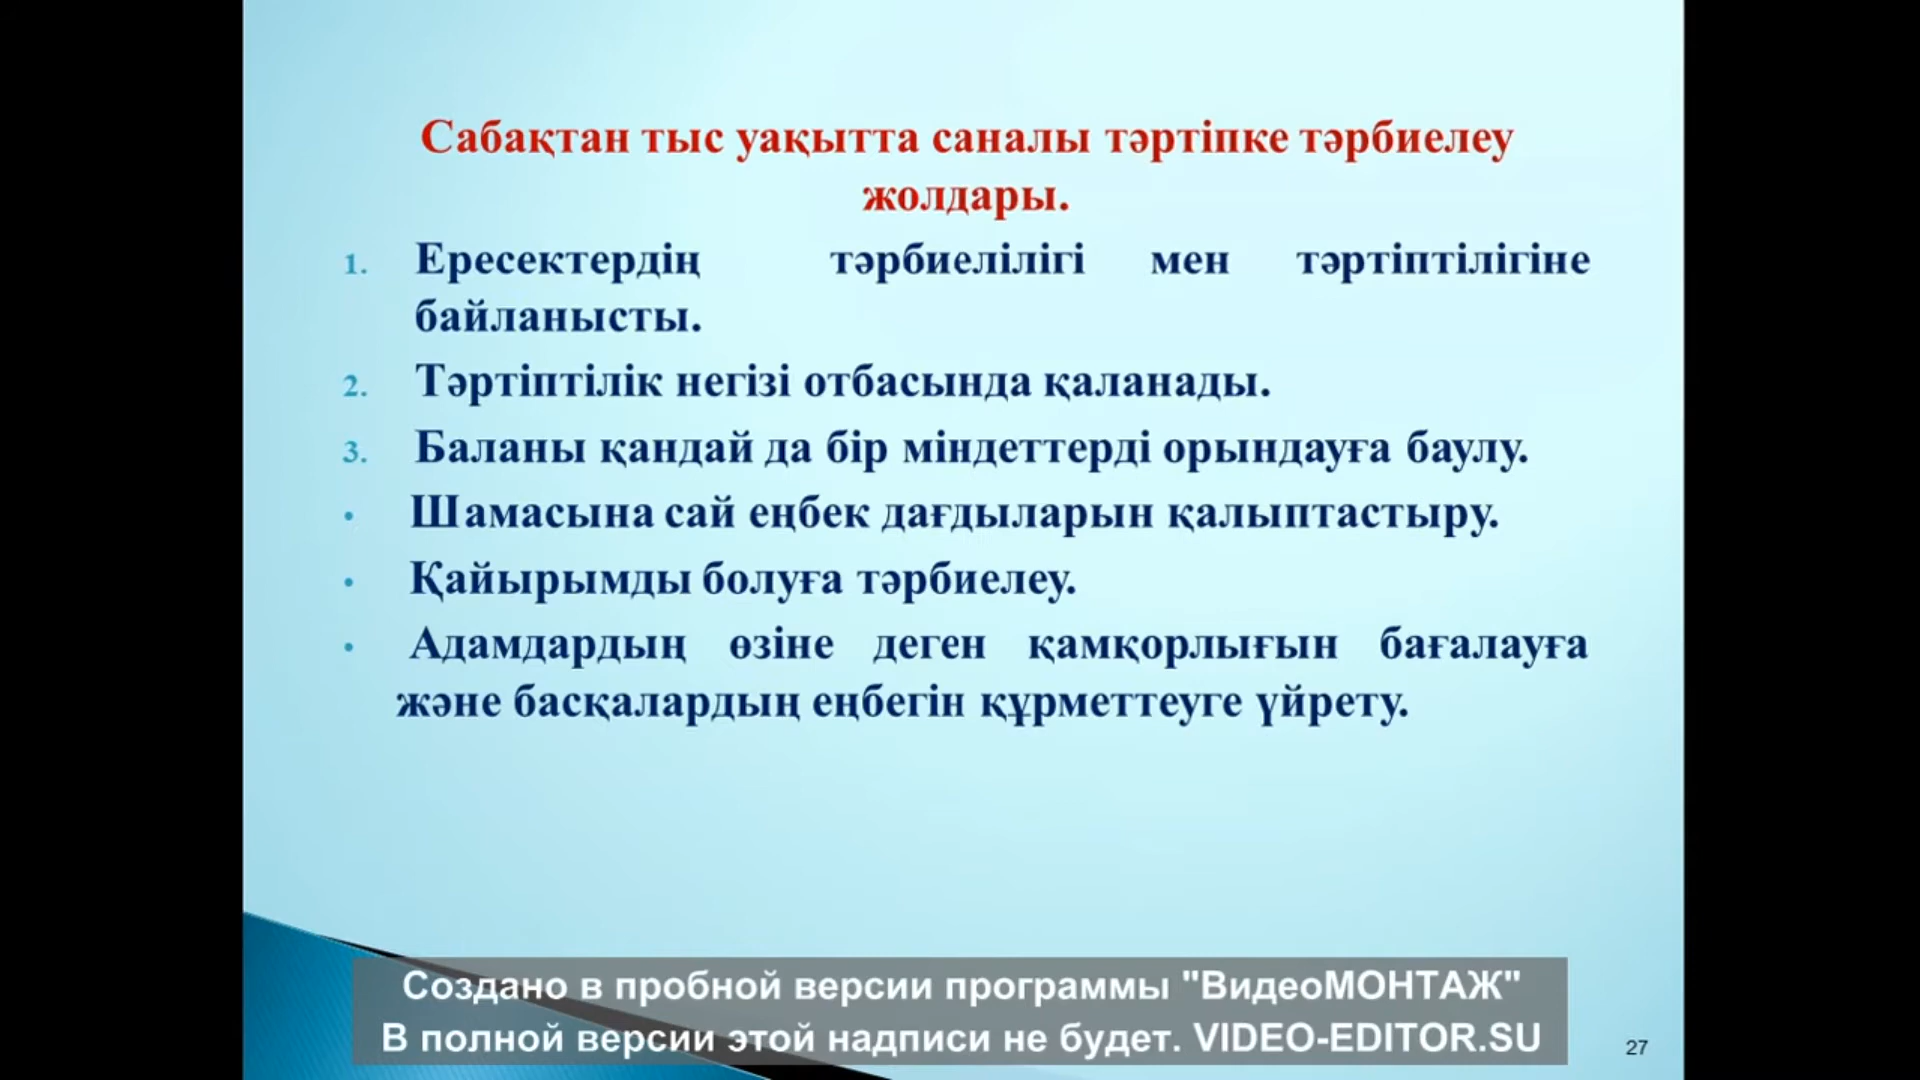 Сабақтан тыс уақытта саналы тәртіпке тәрбиелеу
жолдары.
1. Ересектердің тәрбиелілігі мен тәртіптілігіне
байланысты.
2. Тәртіптілік негізі отбасында қаланады.
3. Баланы қандай да бір міндеттерді орындауға баулу.
• Шамасына сай еңбек дағдыларын қалыптастыру.
• Қайырымды болуға тәрбиелеу.
• Адамдардың өзіне деген қамқорлығын бағалауға
және басқалардың еңбегін құрметтеуге үйрету.
Создано в пробной версии программы "ВидеоМОНТАЖ"
В полной версии этой надписи не будет. VIDEO-EDITOR.SU
27